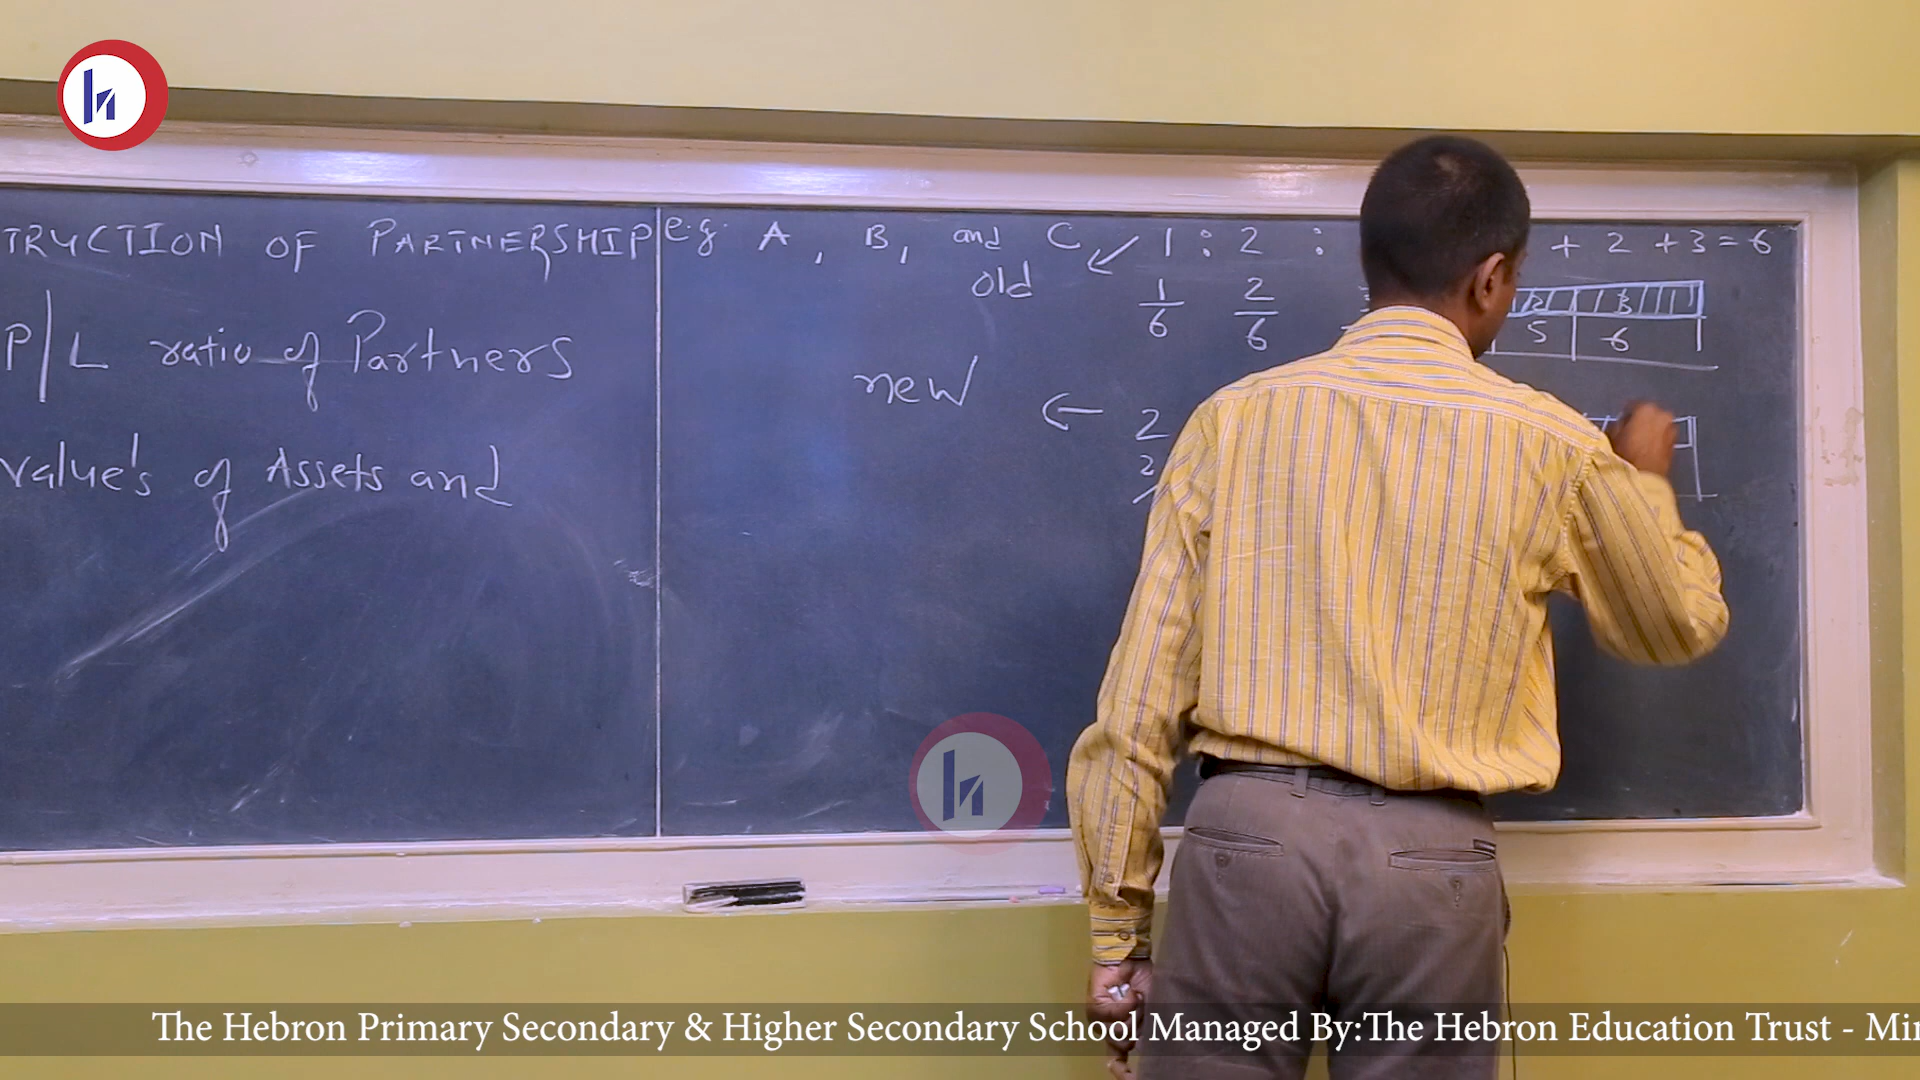 TRUCTION OF PARTNERSHIP
P/L ratio of Partners
value's of Assets and
e.g. A, B, and C ↙ 1 : 2 : + 2 + 3 = 6
old 1/6 2/6
B
5 6
new ← 2
2
The Hebron Primary Secondary & Higher Secondary School Managed By:The Hebron Education Trust - Mir